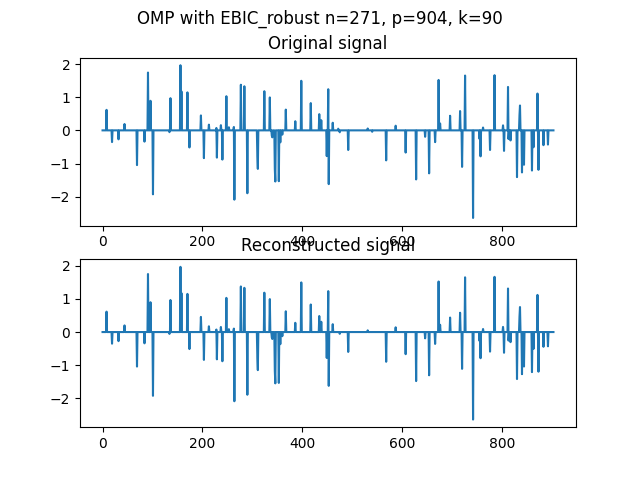 OMP with EBIC_robust n=271, p=904, k=90
Original signal
2
1
0
−1
−2
0 200 400 600 800
Reconstructed signal
2
1
0
−1
−2
0 200 400 600 800